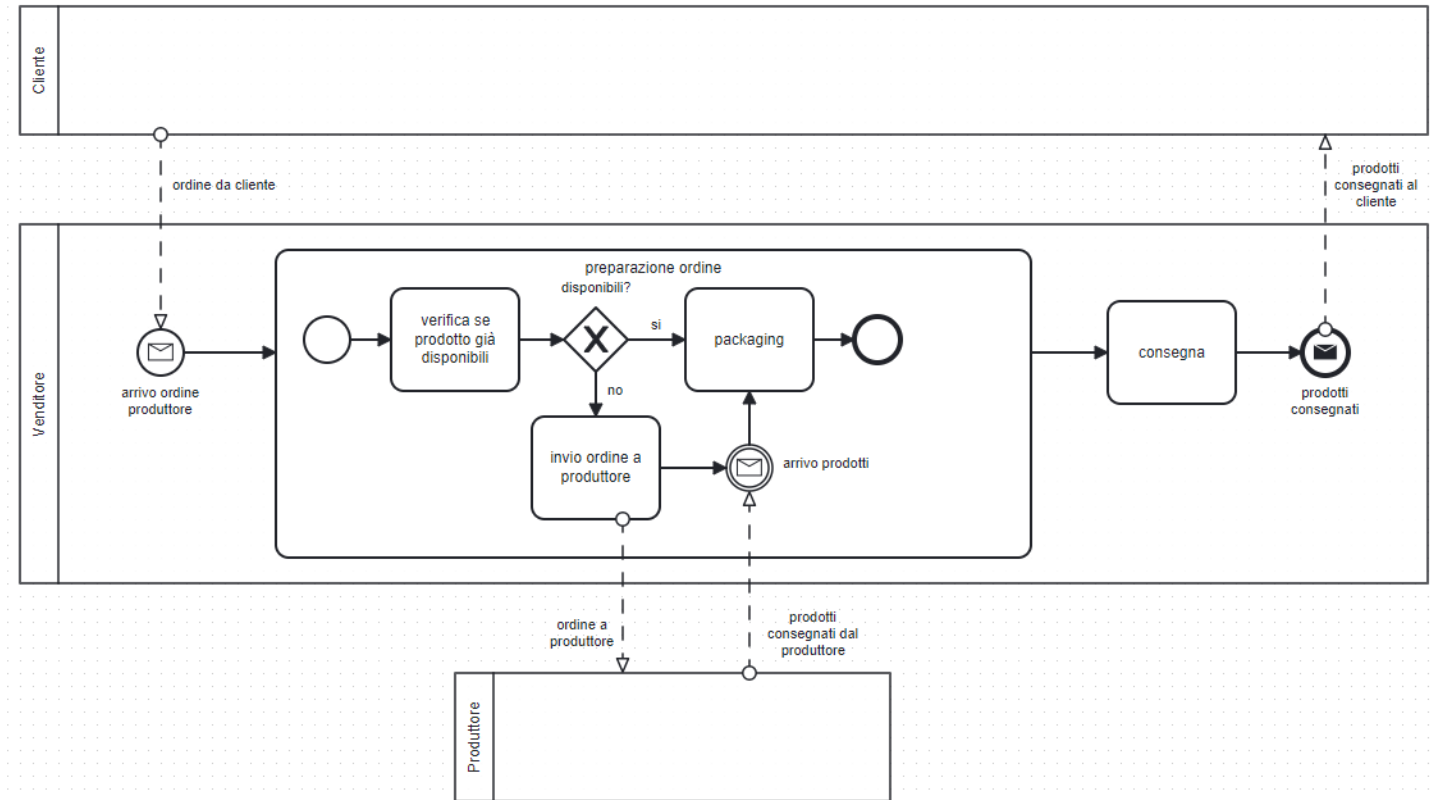 Cliente
ordine da cliente
prodotti
consegnati al
cliente
Venditore
arrivo ordine
produttore
preparazione ordine
disponibili?
verifica se
prodotto già
disponibili
si
no
packaging
invio ordine a
produttore
arrivo prodotti
consegna
prodotti
consegnati
ordine a
produttore
prodotti
consegnati dal
produttore
Produttore